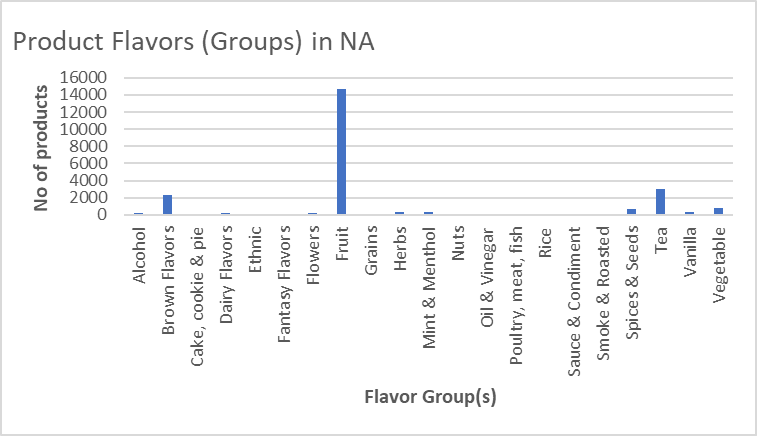 Product Flavors (Groups) in NA
No of products
16000
14000
12000
10000
8000
6000
4000
2000
0
Alcohol
Brown Flavors
Cake, cookie & pie
Dairy Flavors
Ethnic
Fantasy Flavors
Flowers
Fruit
Grains
Herbs
Mint & Menthol
Nuts
Oil & Vinegar
Poultry, meat, fish
Rice
Sauce & Condiment
Smoke & Roasted
Spices & Seeds
Tea
Vanilla
Vegetable
Flavor Group(s)